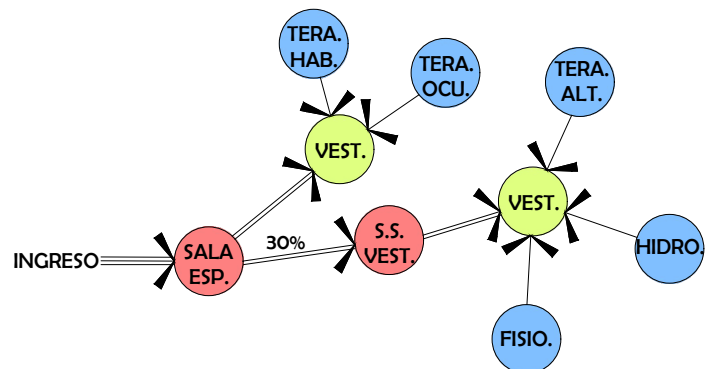 TERA.
HAB.
TERA.
OCU.
TERA.
ALT.
VEST.
VEST.
INGRESO
SALA
ESP.
30%
S.S.
VEST.
HIDRO.
FISIO.